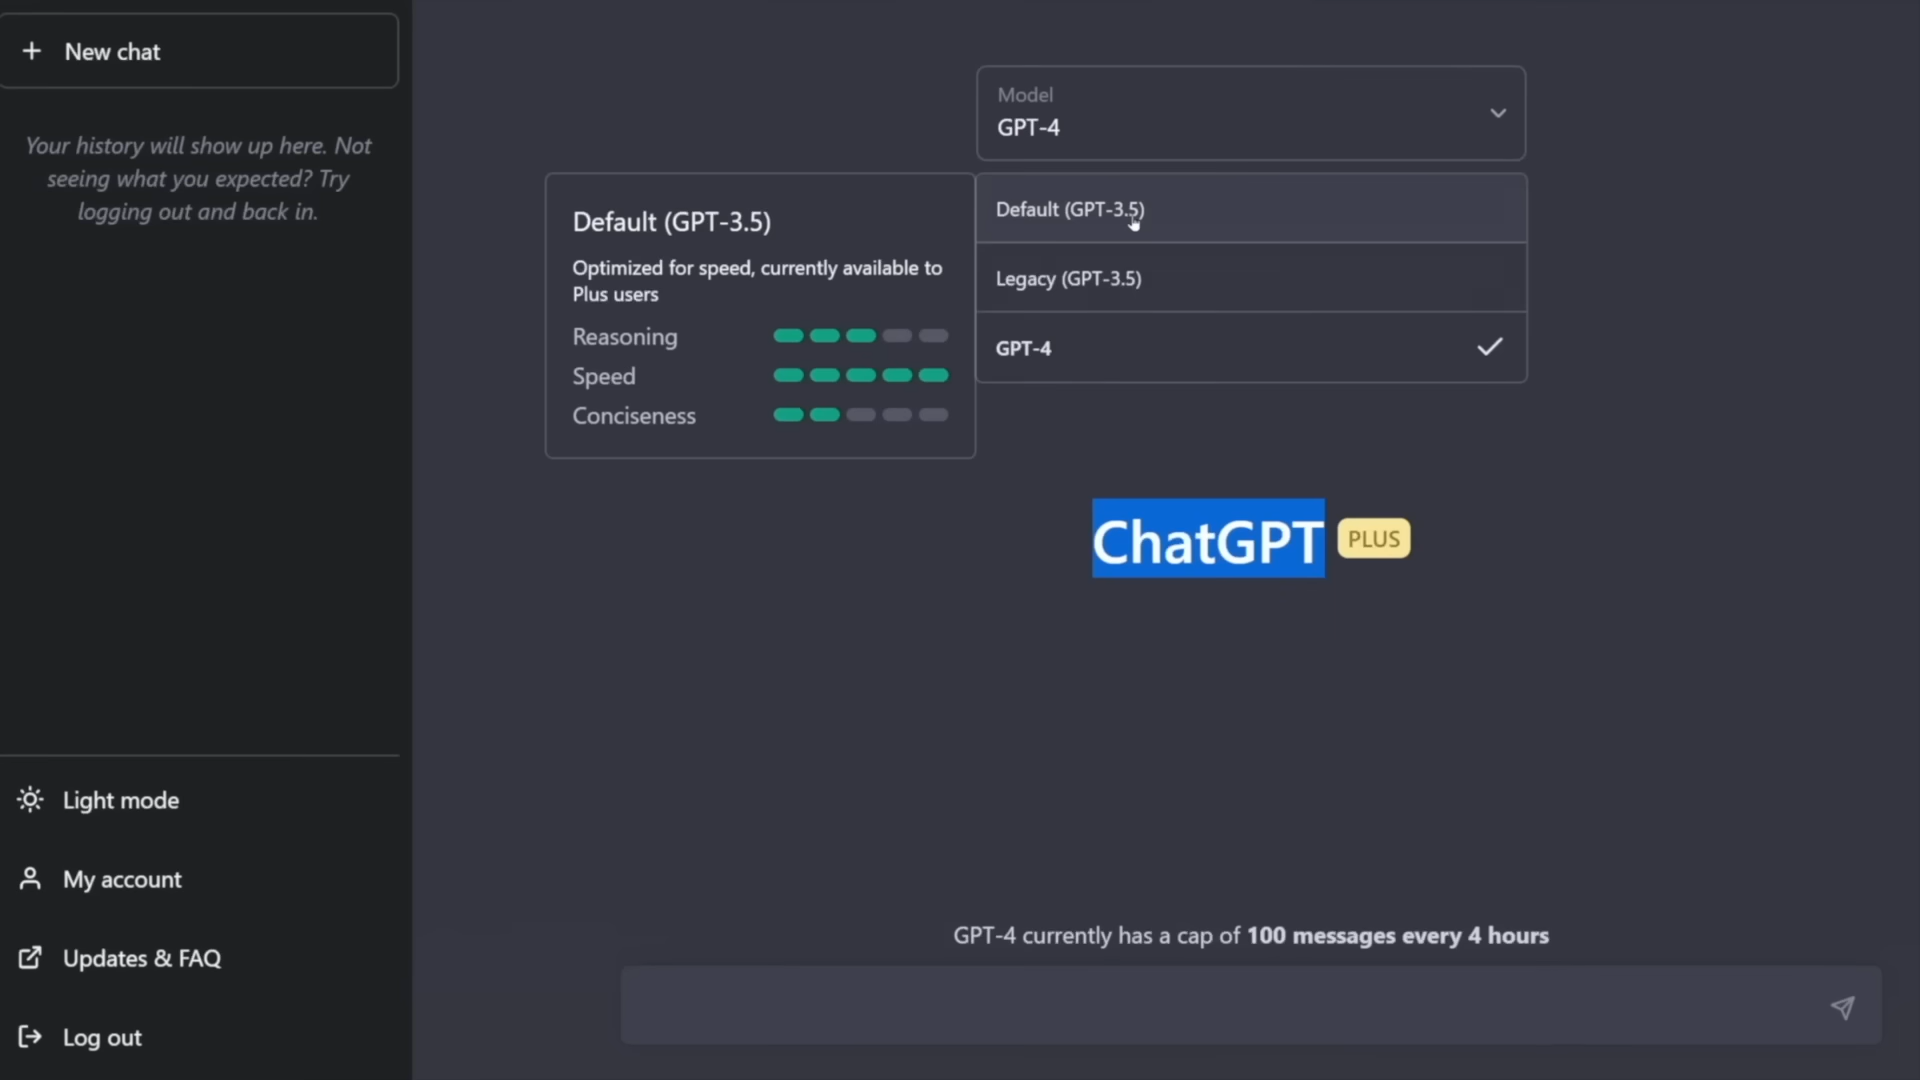 New chat
Your history will show up here. Not
seeing what you expected? Try
logging out and back in.
Model
GPT-4
Default (GPT-3.5)
Legacy (GPT-3.5)
GPT-4
Default (GPT-3.5)
Optimized for speed, currently available to
Plus users
Reasoning
Speed
Conciseness
ChatGPT PLUS
GPT-4 currently has a cap of 100 messages every 4 hours
Light mode
My account
Updates & FAQ
Log out